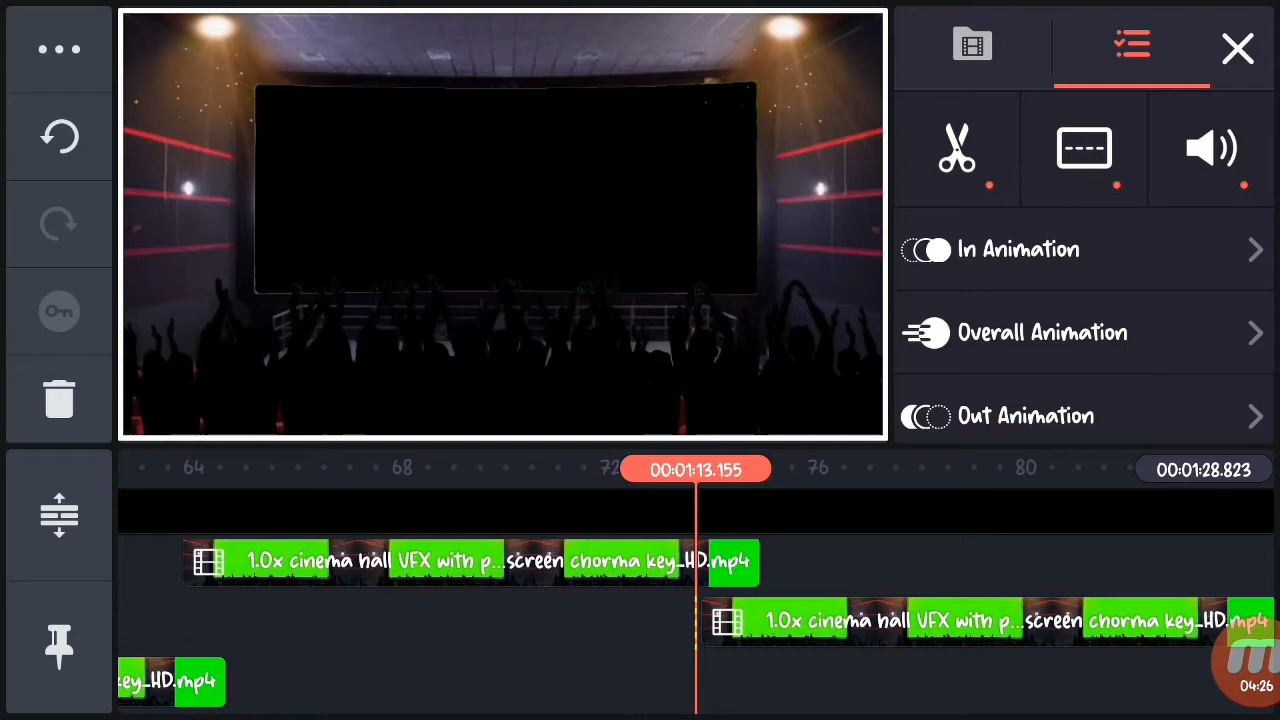 In Animation
Overall Animation
Out Animation
64
68
72
00:01:13.155
76
80
00:01:28.823
1.0x cinema hall VFX with p...screen chorma key_HD.mp4
1.0x cinema hall VFX with p...screen chorma key_HD.mp4
key_HD.mp4
04:26